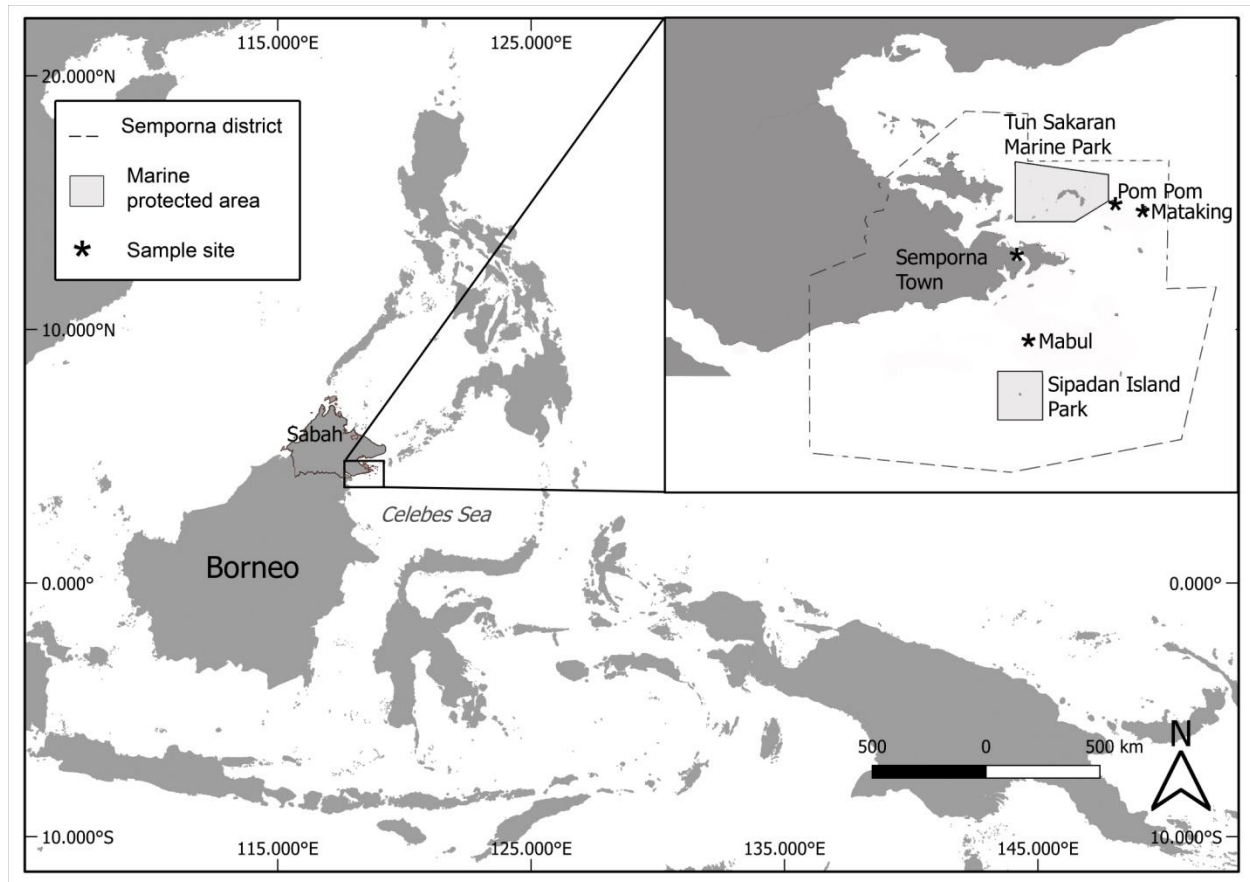 115.000°E
125.000°E
20.000°N
Semporna district
Marine
protected area
* Sample site
10.000°N
Sabah
Celebes Sea
Borneo
0.000°
0.000°
Tun Sakaran
Marine Park
* Pom Pom
* Mataking
Semporna
Town
*
* Mabul
Sipadan Island
Park
500
0
500 km
N
10.000°S
10.000°S
115.000°E
125.000°E
135.000°E
145.000°E